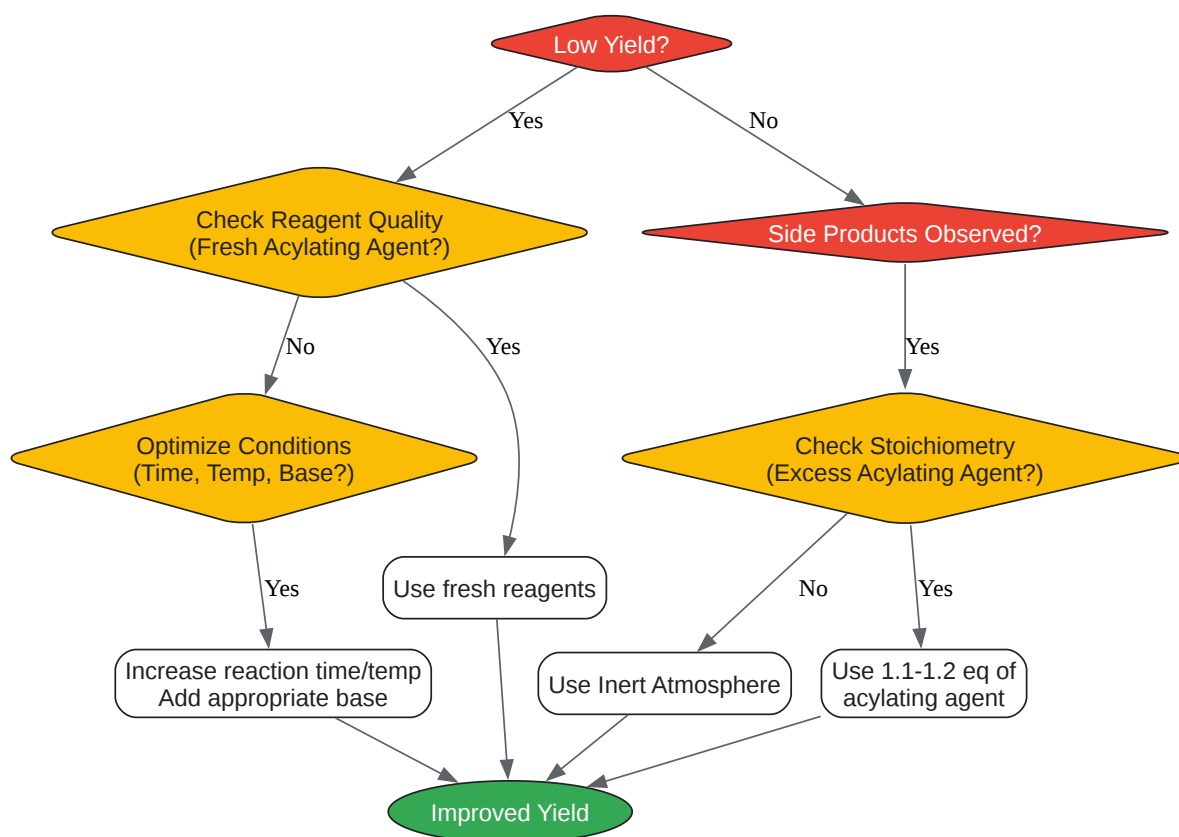 Low Yield?
Yes
No
Check Reagent Quality
(Fresh Acylating Agent?)
Side Products Observed?
No
Yes
Yes
Optimize Conditions
(Time, Temp, Base?)
Check Stoichiometry
(Excess Acylating Agent?)
Yes
Use fresh reagents
No
Yes
Increase reaction time/temp
Add appropriate base
Use Inert Atmosphere
Use 1.1-1.2 eq of
acylating agent
Improved Yield